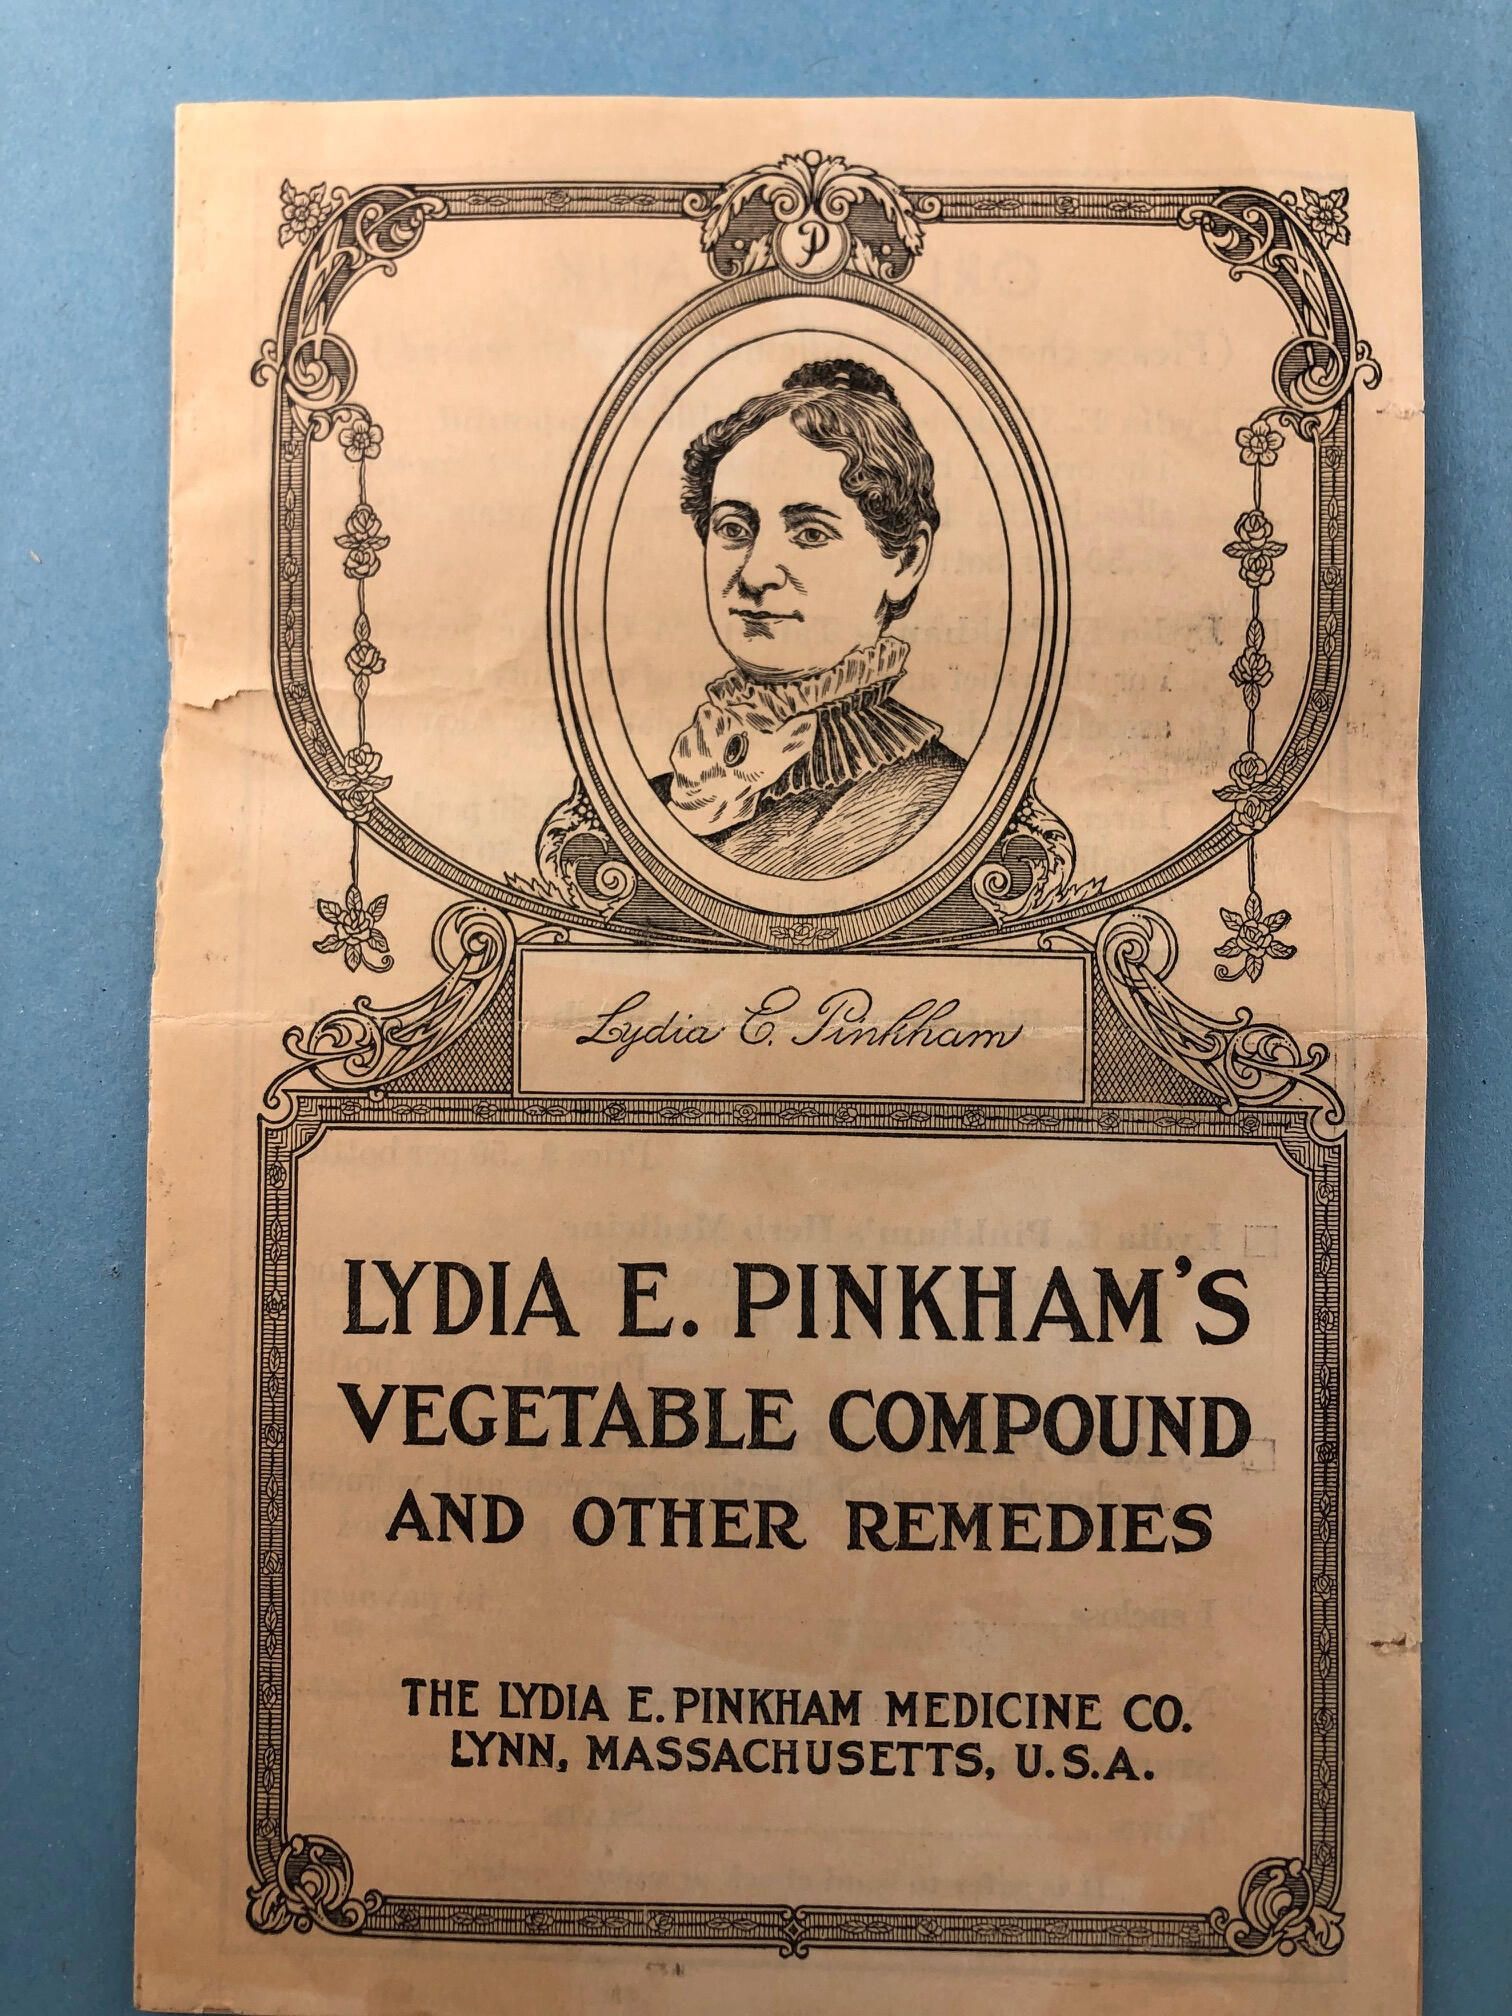 P
Lydia E. Pinkham
LYDIA E. PINKHAM'S
VEGETABLE COMPOUND
AND OTHER REMEDIES
THE LYDIA E. PINKHAM MEDICINE CO.
LYNN, MASSACHUSETTS, U.S.A.